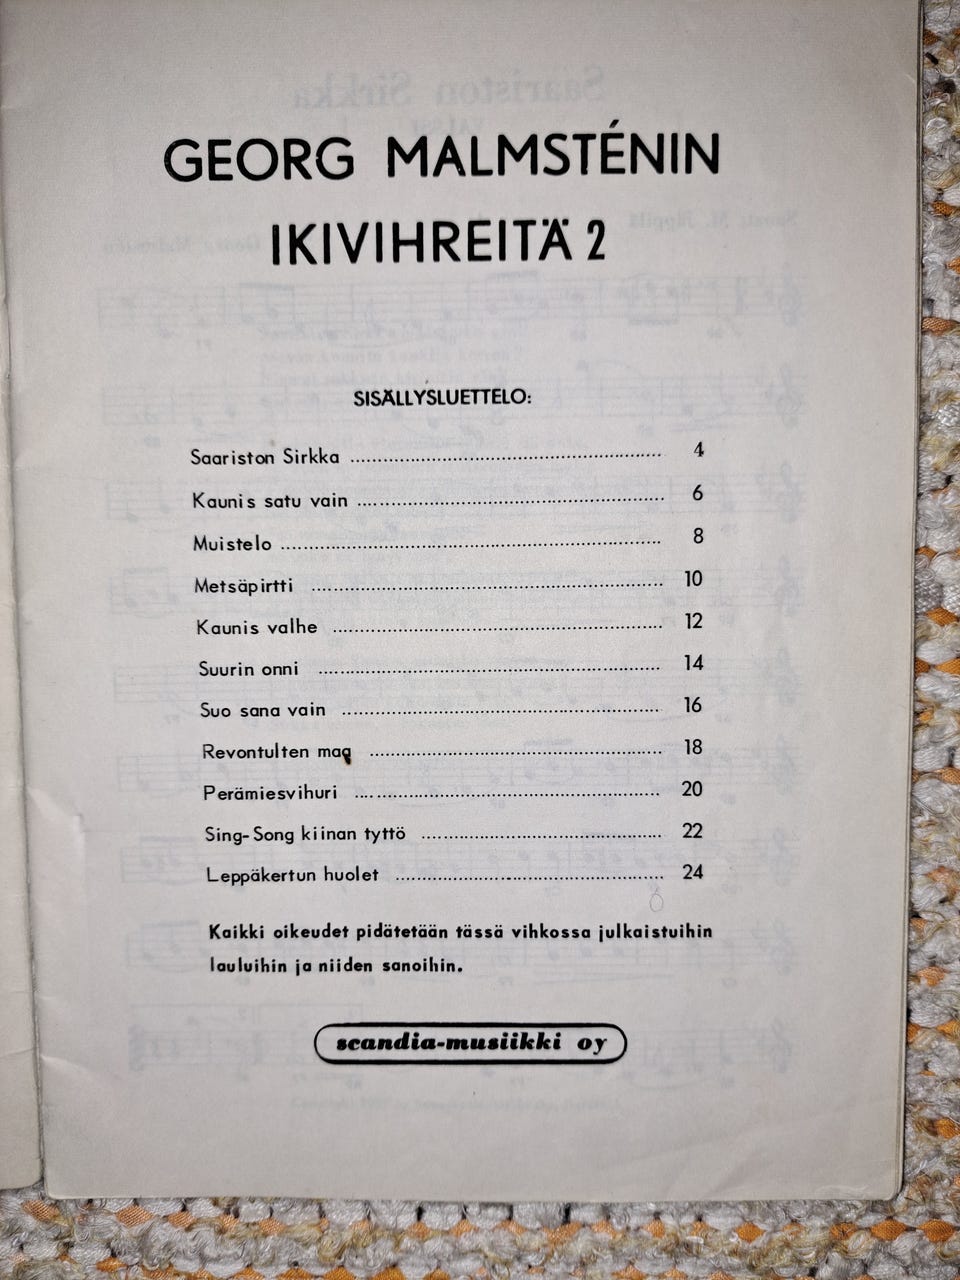 GEORG MALMSTÉNIN
IKIVIHREITÄ 2
SISÄLLYSLUETTELO:
Saariston Sirkka ........................ 4
Kaunis satu vain ........................ 6
Muistelo ........................ 8
Metsäpirtti ........................ 10
Kaunis valhe ........................ 12
Suurin onni ........................ 14
Suo sana vain ........................ 16
Revontulten maa ........................ 18
Perämiesvihuri ........................ 20
Sing-Song kiinan tyttö ........................ 22
Leppäkertun huolet ........................ 24
Kaikki oikeudet pidätetään tässä vihkossa julkaistuihin
lauluihin ja niiden sanoihin.
scandia-musiikki oy